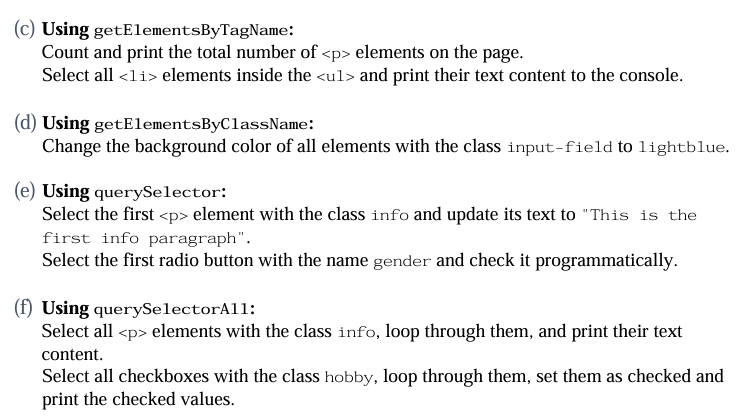 (c) Using getElementsByTagName:
Count and print the total number of <p> elements on the page.
Select all <li> elements inside the <ul> and print their text content to the console.
(d) Using getElementsByClassName:
Change the background color of all elements with the class input-field to lightblue.
(e) Using querySelector:
Select the first <p> element with the class info and update its text to "This is the
first info paragraph".
Select the first radio button with the name gender and check it programmatically.
(f) Using querySelectorAll:
Select all <p> elements with the class info, loop through them, and print their text
content.
Select all checkboxes with the class hobby, loop through them, set them as checked and
print the checked values.